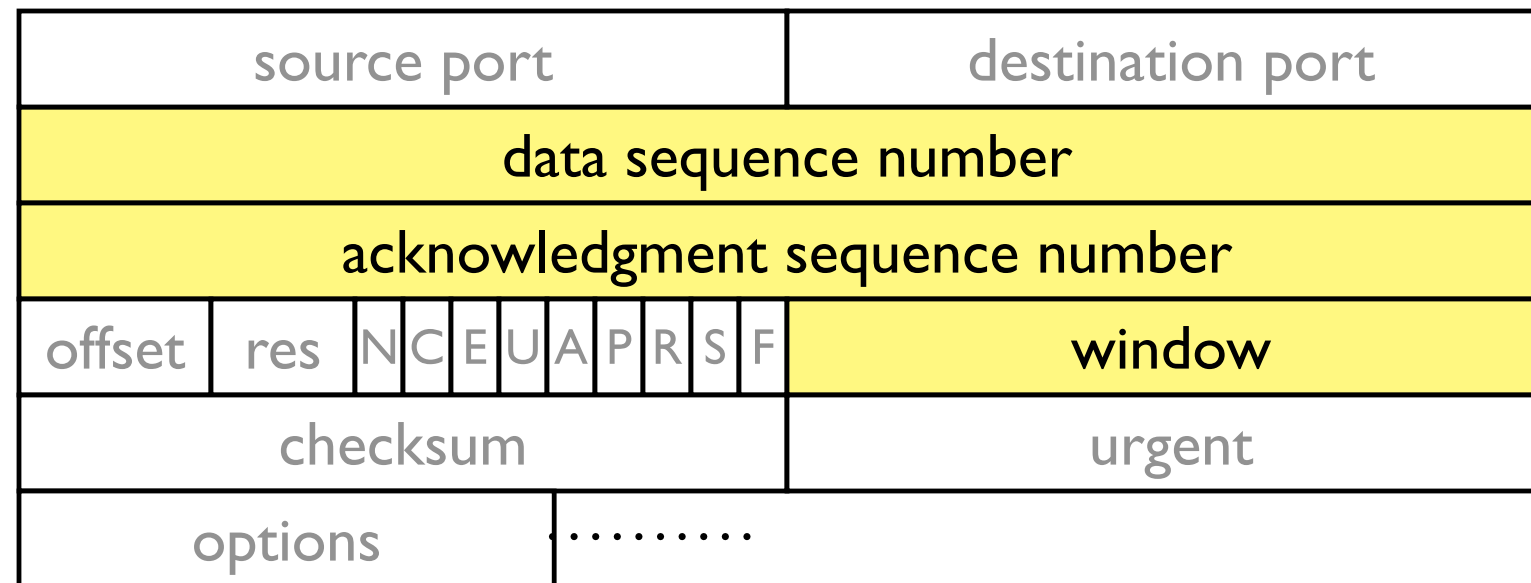 source port destination port
data sequence number
acknowledgment sequence number
offset res N C E U A P R S F window
checksum urgent
options ..........